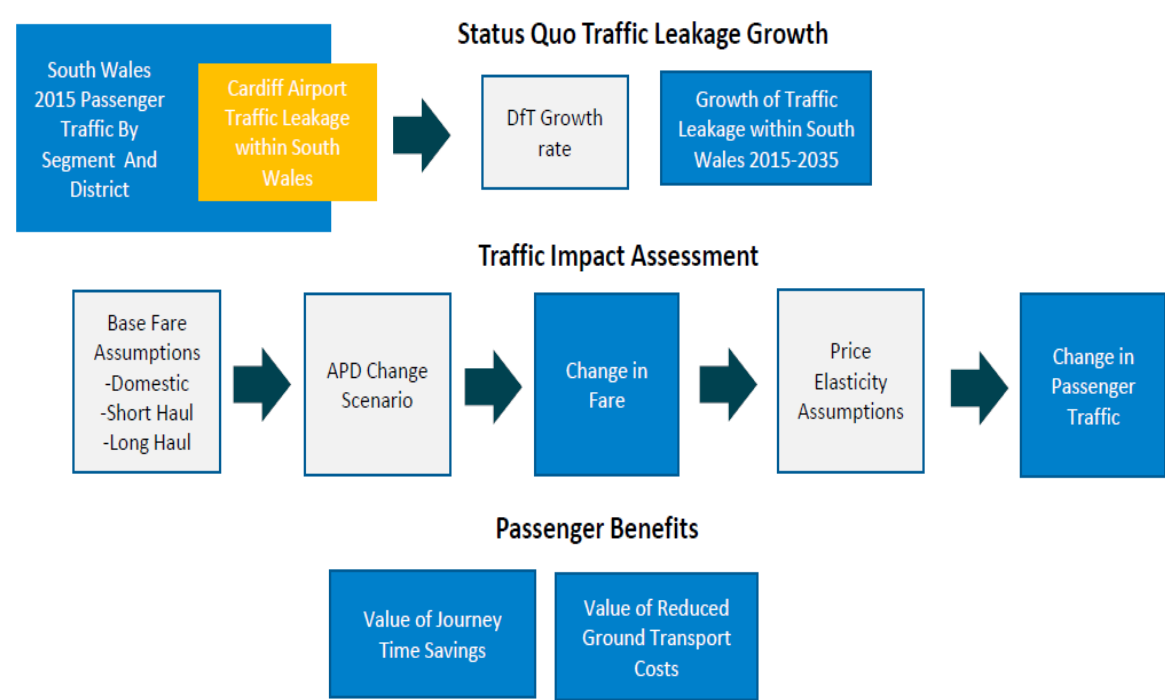 Status Quo Traffic Leakage Growth
South Wales
2015 Passenger
Traffic By
Segment And
District
Cardiff Airport
Traffic Leakage
within South
Wales
DfT Growth
rate
Growth of Traffic
Leakage within South
Wales 2015-2035
Traffic Impact Assessment
Base Fare
Assumptions
-Domestic
-Short Haul
-Long Haul
APD Change
Scenario
Change in
Fare
Price
Elasticity
Assumptions
Change in
Passenger
Traffic
Passenger Benefits
Value of Journey
Time Savings
Value of Reduced
Ground Transport
Costs